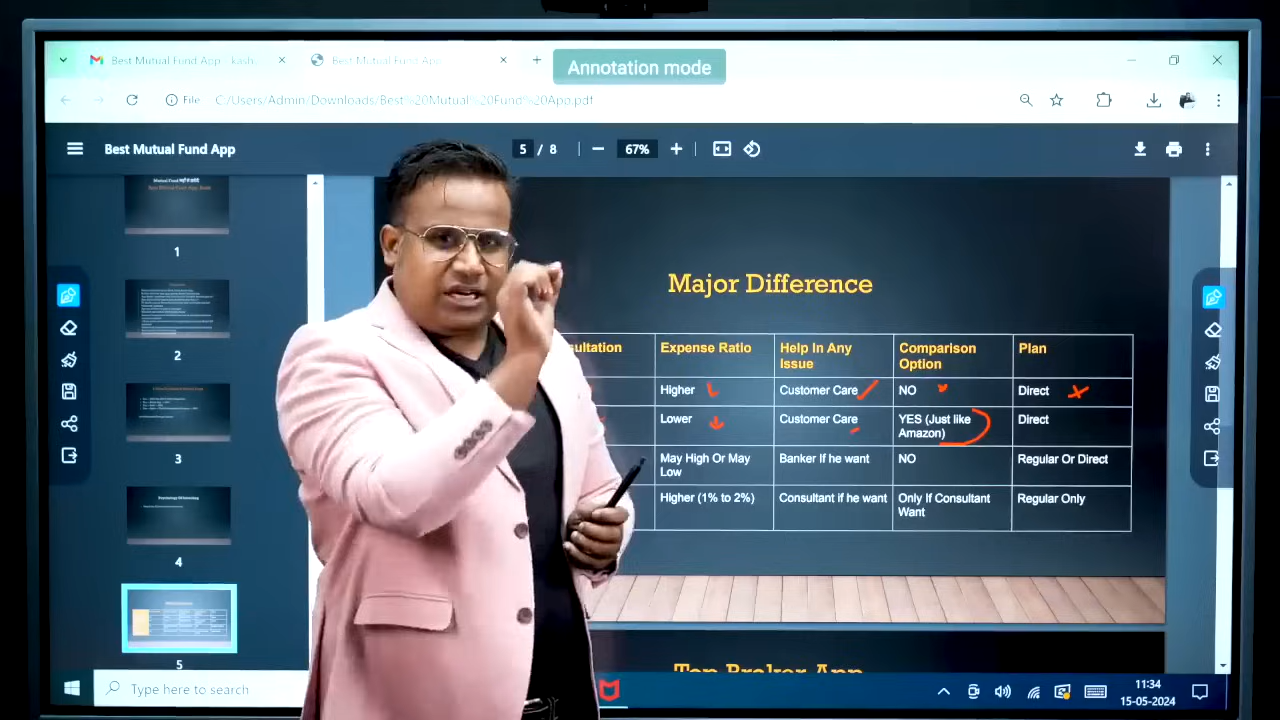 Best Mutual Fund App - kash
Best Mutual Fund App
Annotation mode
File
C:/Users/Admin/Downloads/Best%20Mutual%20Fund%20App.pdf
Best Mutual Fund App
5 / 8
67%
1
2
3
4
5
Major Difference
Expense Ratio
Help In Any
Issue
Comparison
Option
Plan
Higher
Customer Care
NO
Direct
Lower
Customer Care
YES (Just like
Amazon)
Direct
May High Or May
Low
Banker If he want
NO
Regular Or Direct
Higher (1% to 2%)
Consultant if he want
Only If Consultant
Want
Regular Only
Top Broker App
Type here to search
11:34
15-05-2024